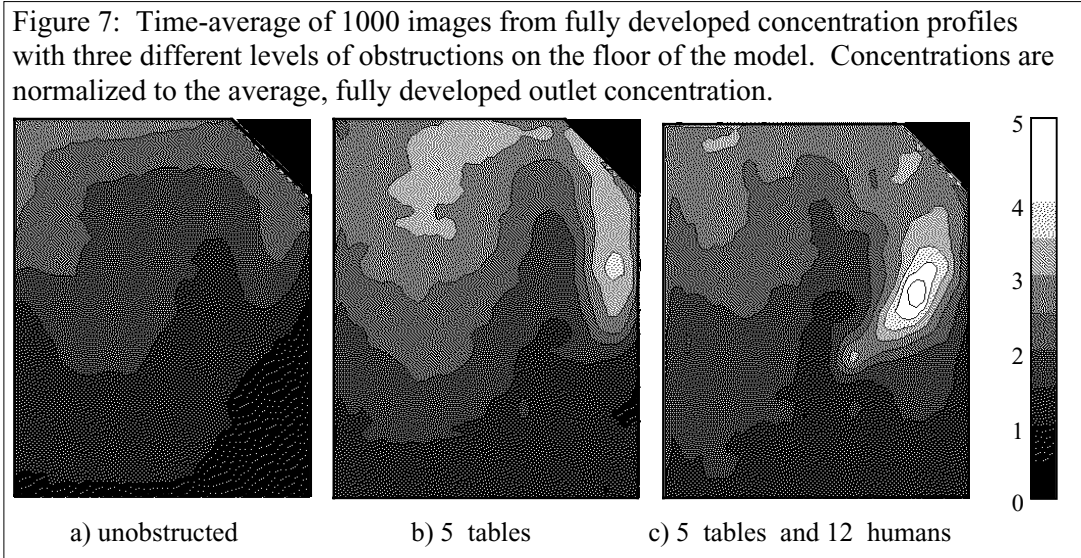 Figure 7:  Time-average of 1000 images from fully developed concentration profiles
with three different levels of obstructions on the floor of the model.  Concentrations are
normalized to the average, fully developed outlet concentration.
5
4
3
2
1
0
a) unobstructed
b) 5 tables
c) 5 tables and 12 humans